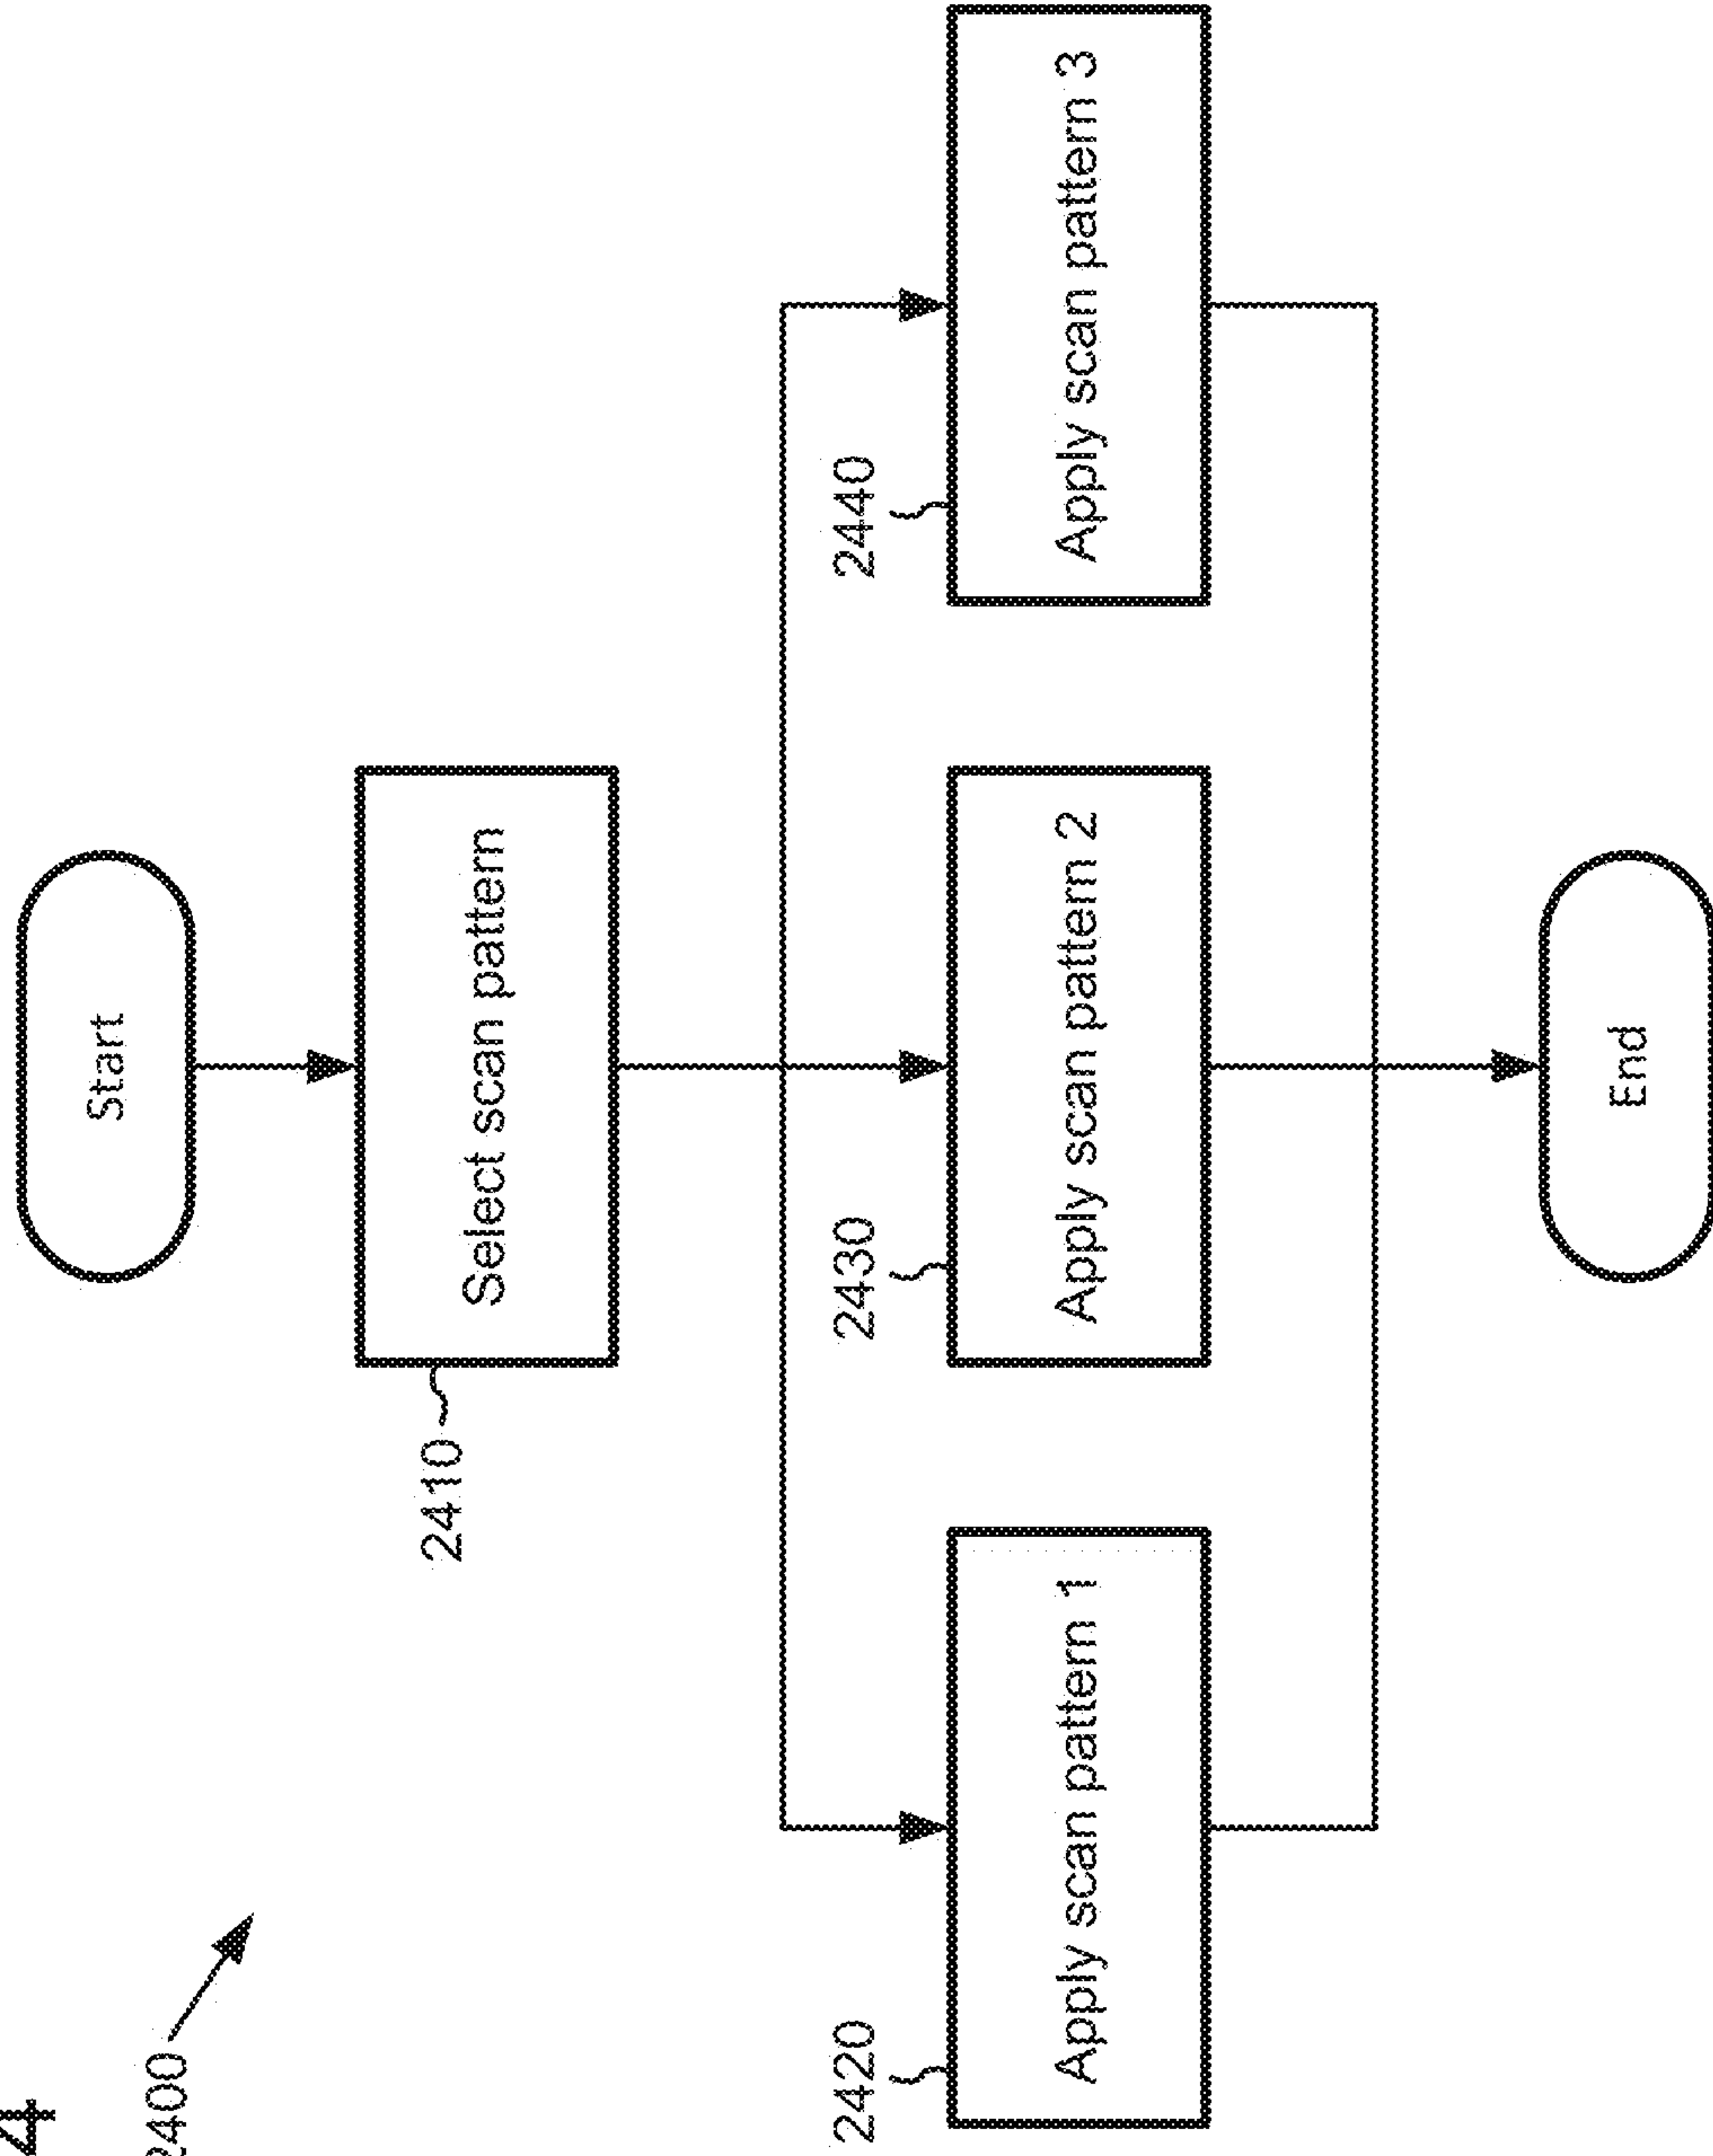 4
2400
Start
2410
Select scan pattern
2420
Apply scan pattern 1
2430
Apply scan pattern 2
2440
Apply scan pattern 3
End